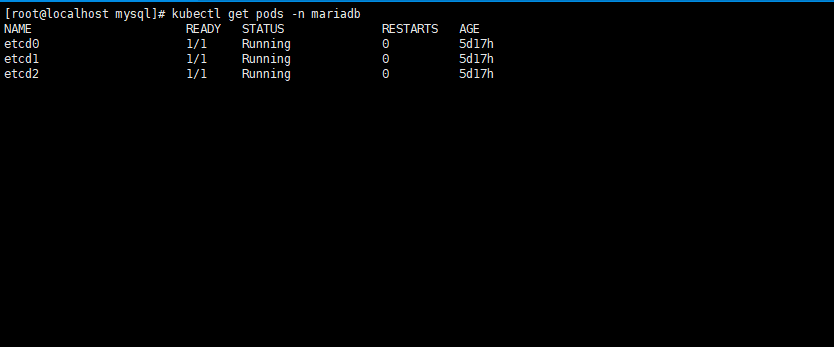 [root@localhost mysql]# kubectl get pods -n mariadb
NAME READY STATUS RESTARTS AGE
etcd0 1/1 Running 0 5d17h
etcd1 1/1 Running 0 5d17h
etcd2 1/1 Running 0 5d17h